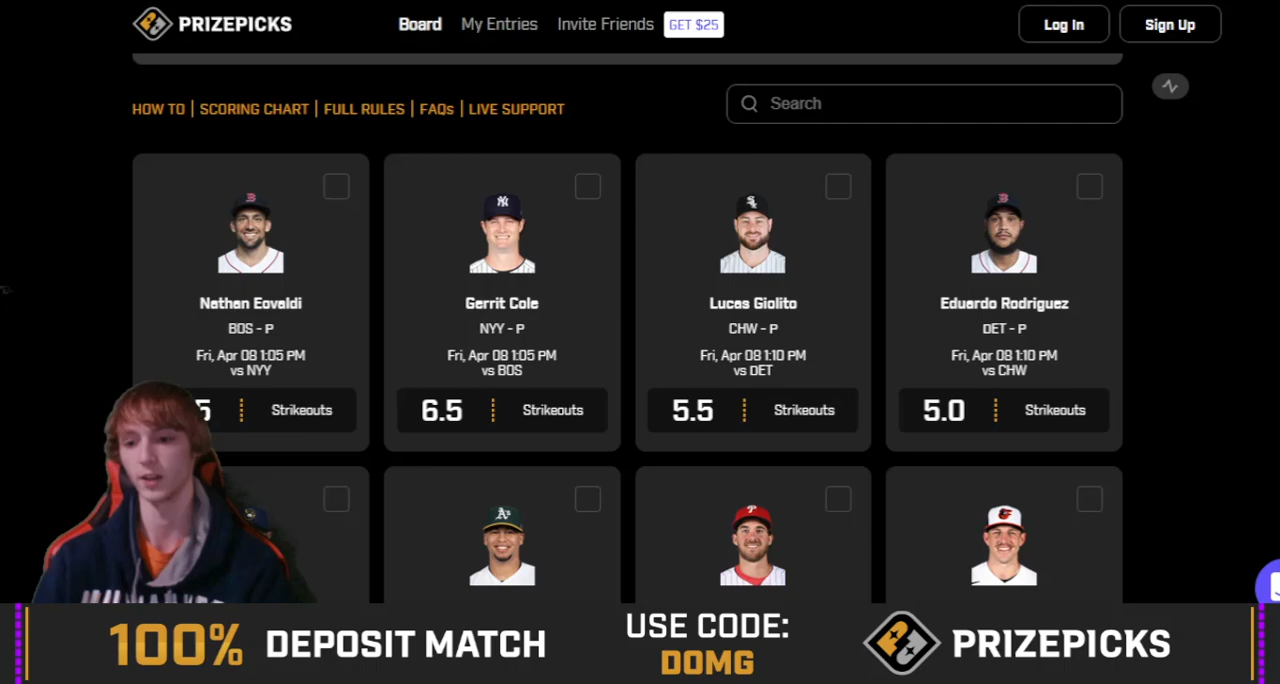 PRIZEPICKS
Board
My Entries
Invite Friends
GET $25
Log In
Sign Up
HOW TO | SCORING CHART | FULL RULES | FAQs | LIVE SUPPORT
Search
Nathan Eovaldi
BOS - P
Fri, Apr 08 1:05 PM
vs NYY
5
Strikeouts
Gerrit Cole
NYY - P
Fri, Apr 08 1:05 PM
vs BOS
6.5
Strikeouts
Lucas Giolito
CHW - P
Fri, Apr 08 1:10 PM
vs DET
5.5
Strikeouts
Eduardo Rodriguez
DET - P
Fri, Apr 08 1:10 PM
vs CHW
5.0
Strikeouts
100% DEPOSIT MATCH
USE CODE:
DOMG
PRIZEPICKS